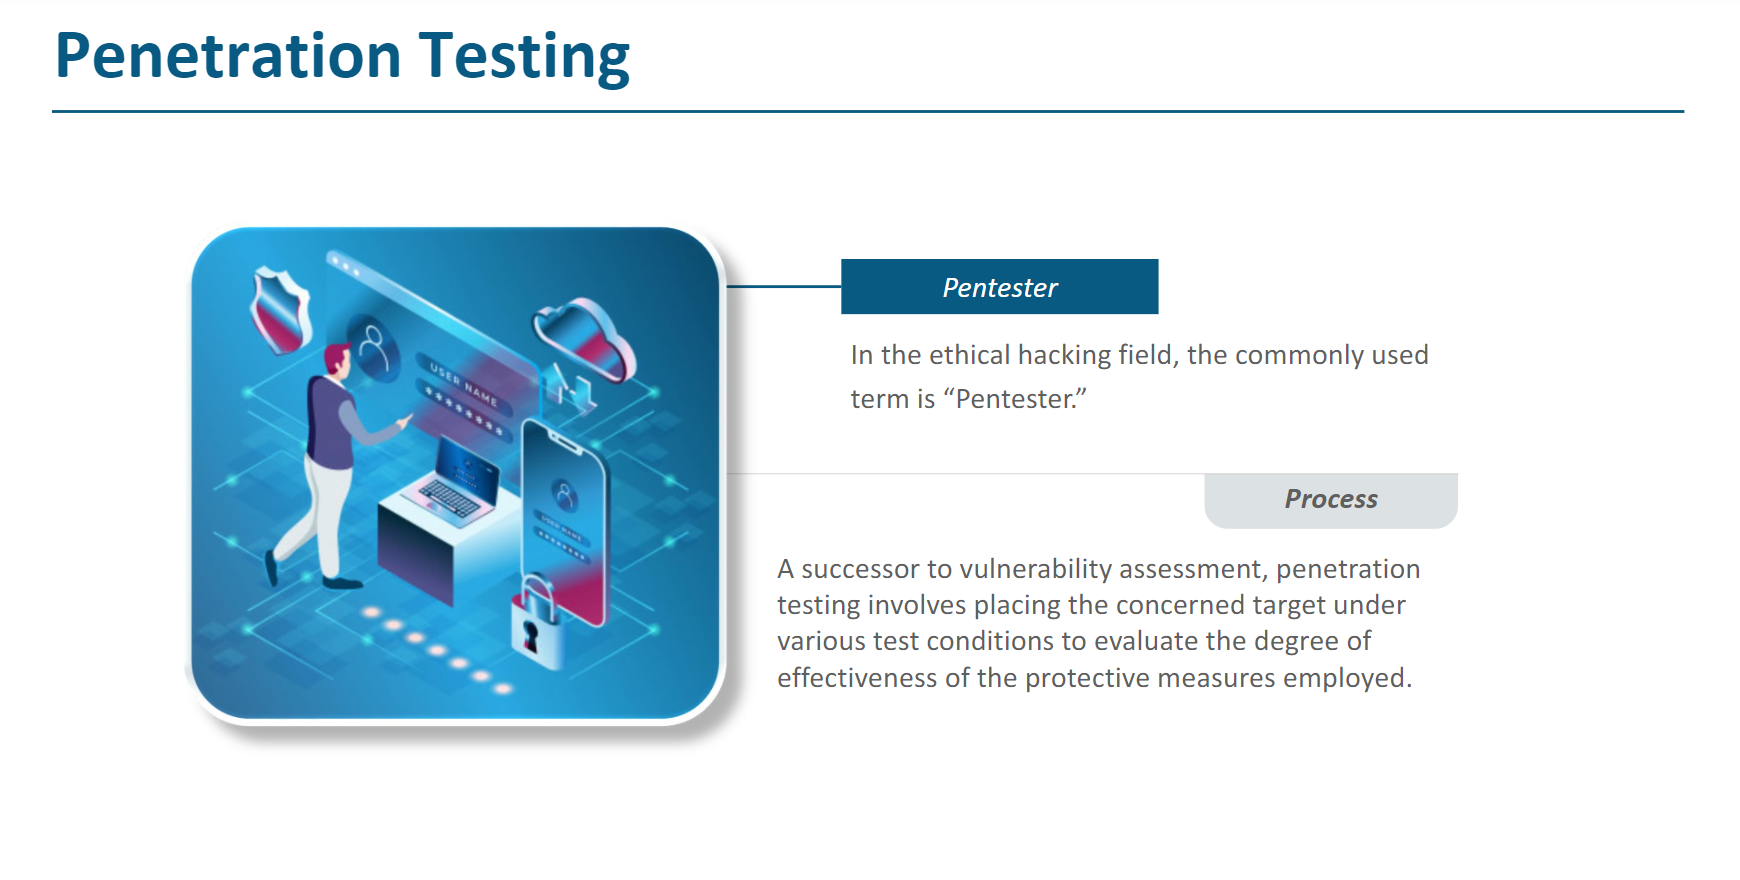 Penetration Testing
USER NAME
********
Pentester
In the ethical hacking field, the commonly used
term is “Pentester.”
Process
A successor to vulnerability assessment, penetration
testing involves placing the concerned target under
various test conditions to evaluate the degree of
effectiveness of the protective measures employed.